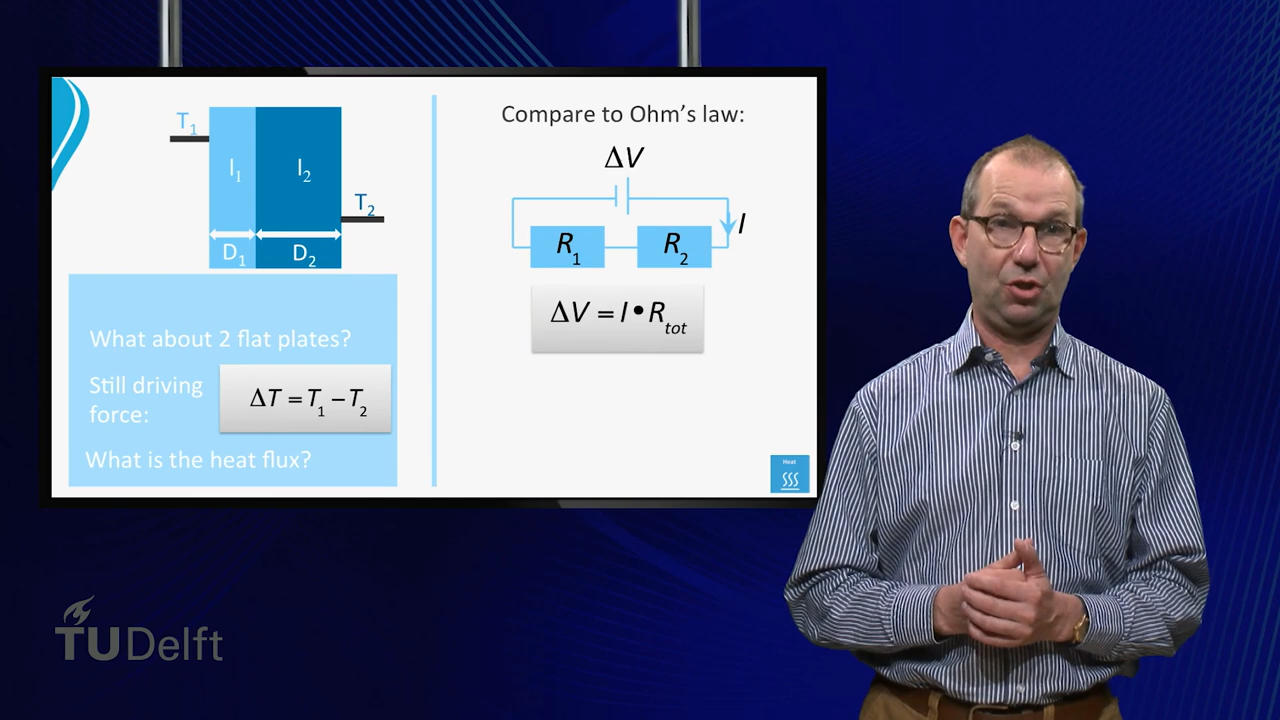 T1
l1
l2
T2
D1
D2
What about 2 flat plates?
Still driving
force:
ΔT = T1 – T2
What is the heat flux?
Compare to Ohm's law:
ΔV
I
R1
R2
ΔV = I • Rtot
Heat
TUDelft